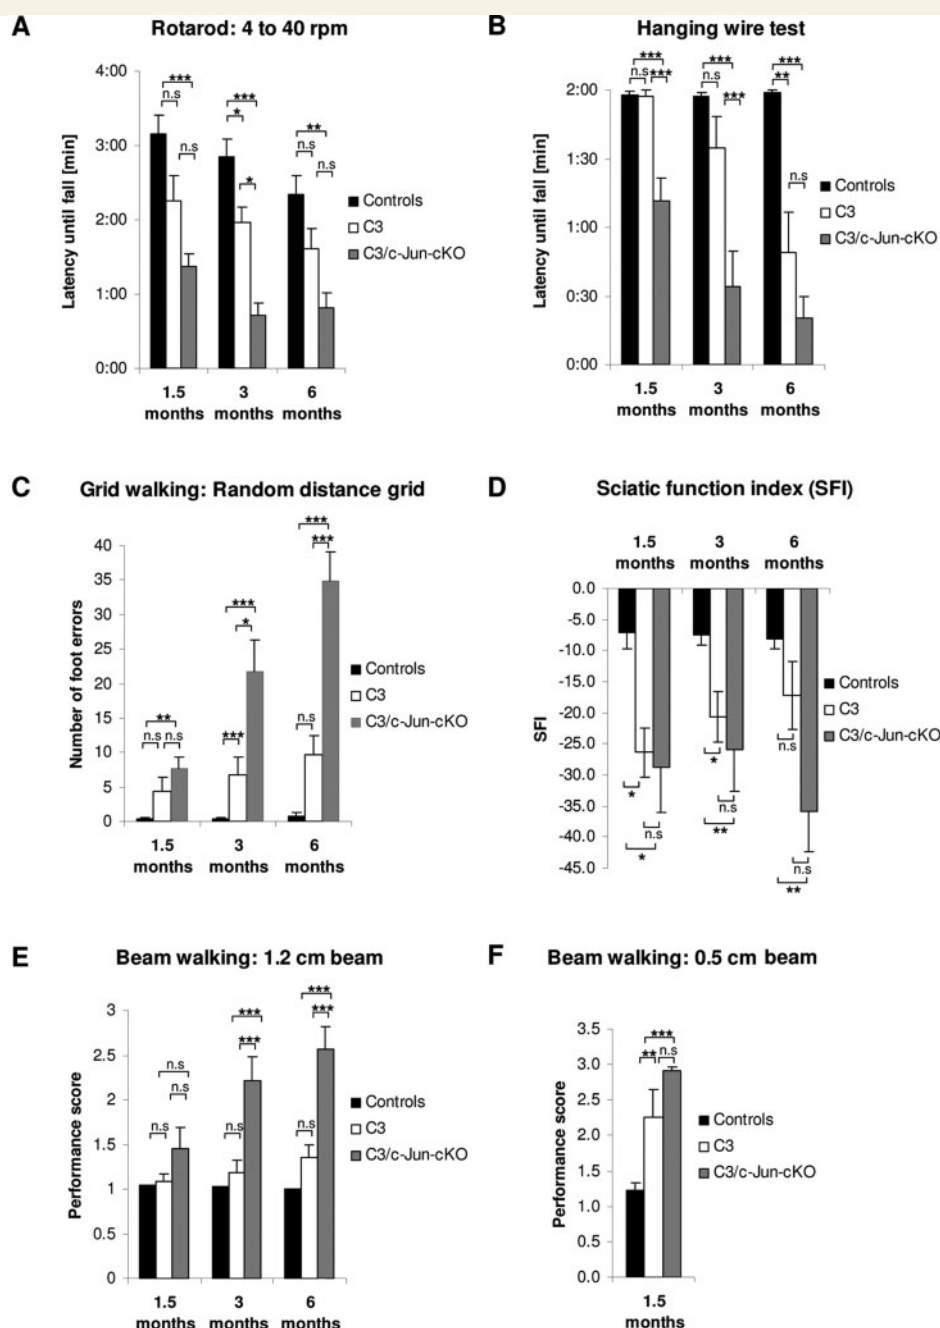 A
Rotarod: 4 to 40 rpm
Latency until fall [min]
4:00
3:00
2:00
1:00
0:00
***
n.s
n.s
***
*
*
**
n.s
n.s
1.5
months
3
months
6
months
Controls
C3
C3/c-Jun-cKO
B
Hanging wire test
Latency until fall [min]
2:00
1:30
1:00
0:30
0:00
***
n.s
***
***
n.s
***
***
**
n.s
1.5
months
3
months
6
months
Controls
C3
C3/c-Jun-cKO
C
Grid walking: Random distance grid
Number of foot errors
40
35
30
25
20
15
10
5
0
**
n.s
n.s
***
*
***
***
***
n.s
1.5
months
3
months
6
months
Controls
C3
C3/c-Jun-cKO
D
Sciatic function index (SFI)
1.5
months
3
months
6
months
SFI
0.0
-5.0
-10.0
-15.0
-20.0
-25.0
-30.0
-35.0
-40.0
-45.0
*
n.s
*
*
n.s
**
n.s
n.s
**
Controls
C3
C3/c-Jun-cKO
E
Beam walking: 1.2 cm beam
Performance score
3
2.5
2
1.5
1
0.5
0
n.s
n.s
n.s
***
***
n.s
***
***
n.s
1.5
months
3
months
6
months
Controls
C3
C3/c-Jun-cKO
F
Beam walking: 0.5 cm beam
Performance score
3.5
3.0
2.5
2.0
1.5
1.0
0.5
0.0
***
**
n.s
1.5
months
Controls
C3
C3/c-Jun-cKO